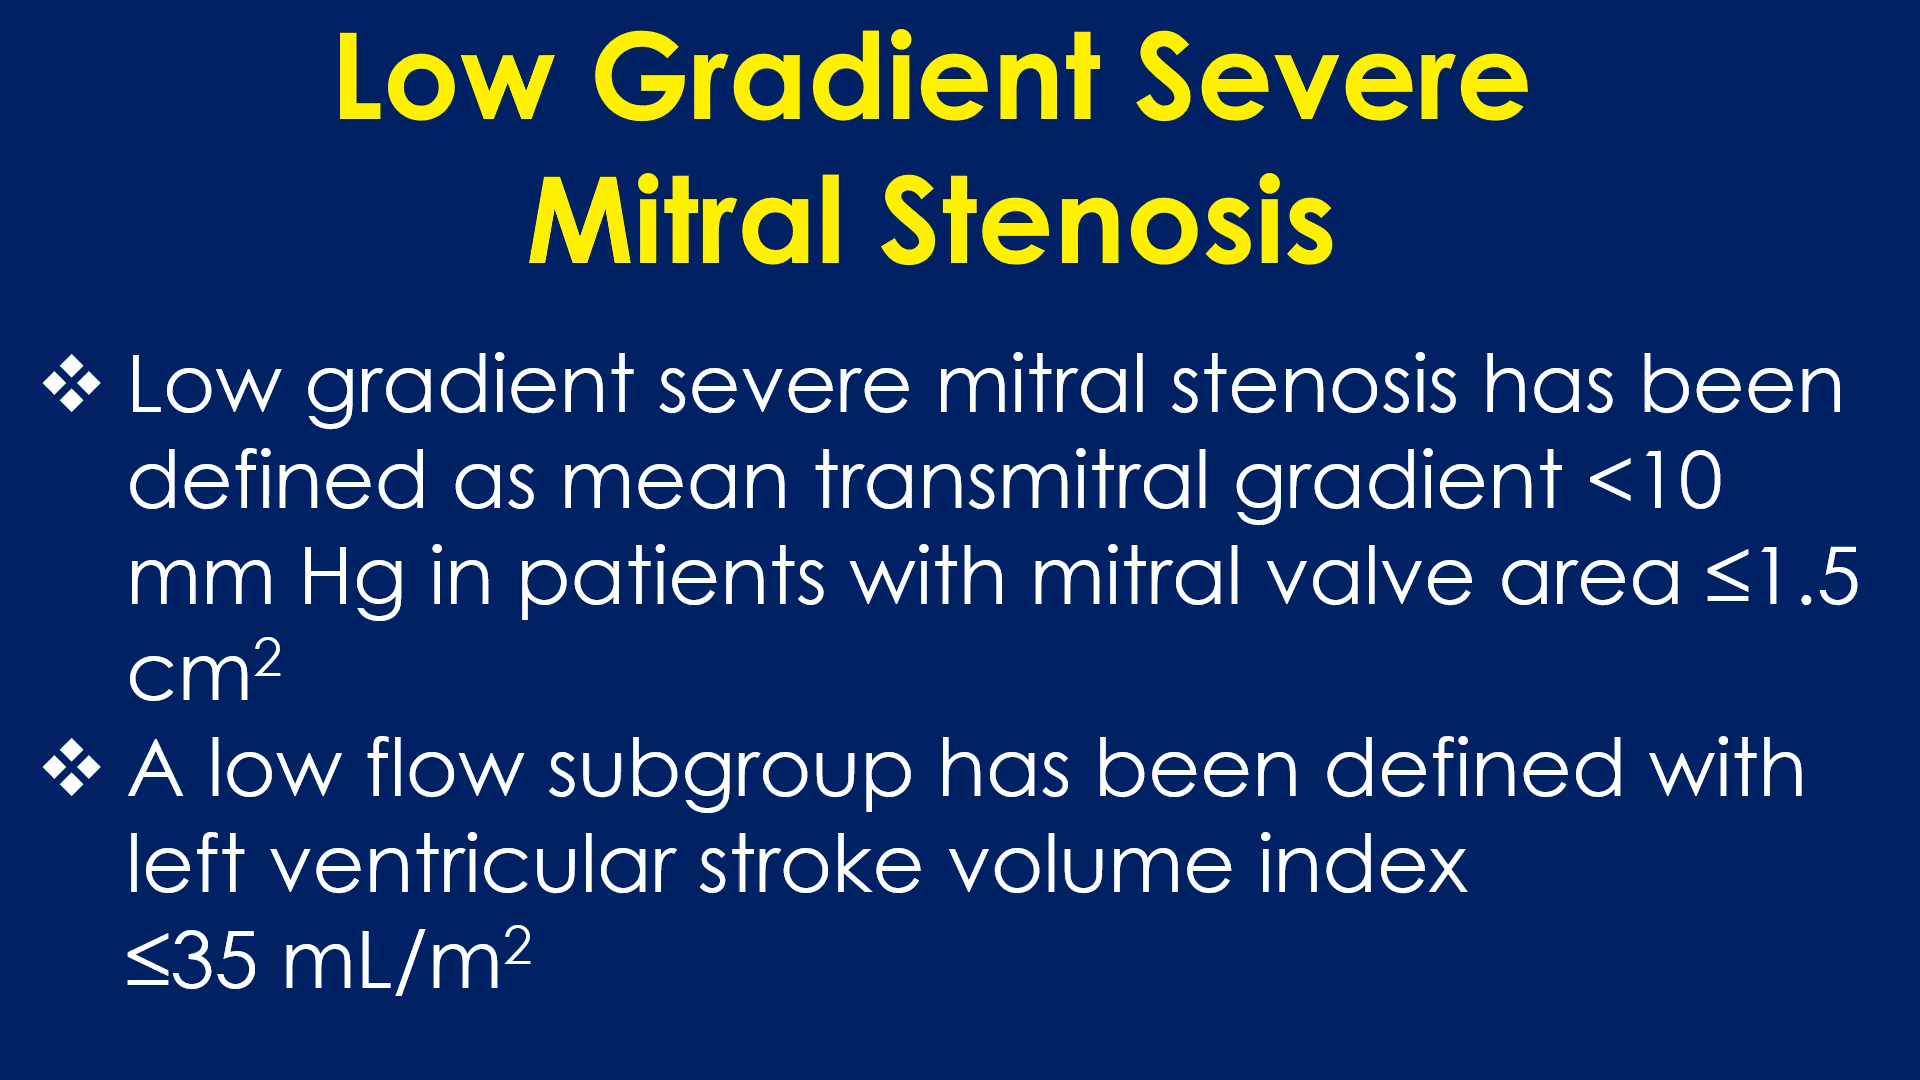 Low Gradient Severe
Mitral Stenosis
❖ Low gradient severe mitral stenosis has been
defined as mean transmitral gradient <10
mm Hg in patients with mitral valve area ≤1.5
cm²
❖ A low flow subgroup has been defined with
left ventricular stroke volume index
≤35 mL/m²